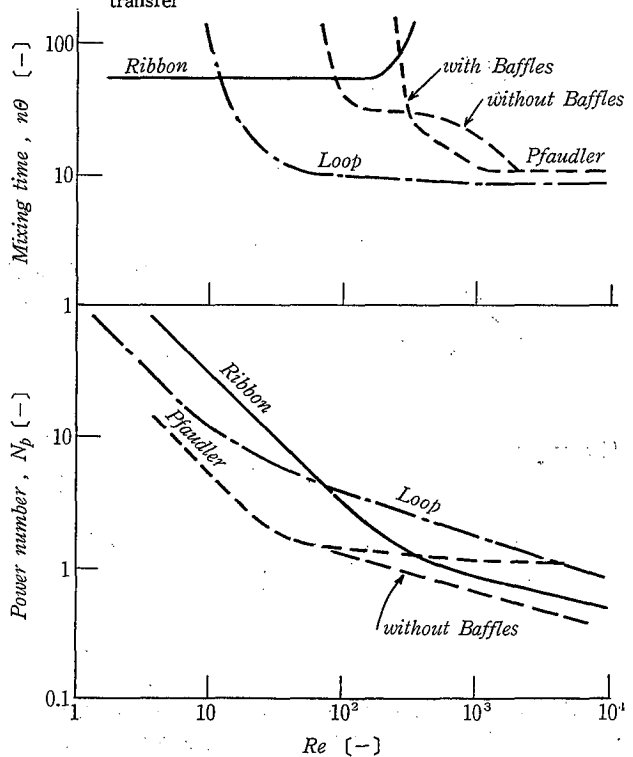 transfer
Mixing time , nθ [—]
100
10
1
Ribbon
with Baffles
without Baffles
Loop
Pfaudler
Power number , Np [—]
10
1
0.1
Ribbon
Pfaudler
Loop
without Baffles
1
10
10²
10³
10⁴
Re [—]